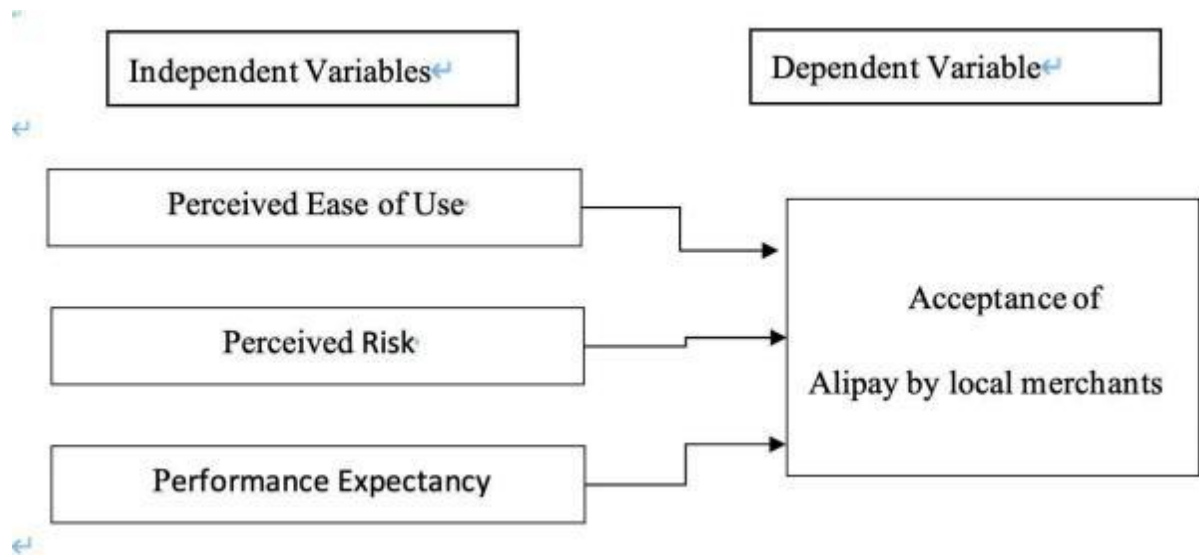 Independent Variables
Dependent Variable
Perceived Ease of Use
Perceived Risk
Performance Expectancy
Acceptance of
Alipay by local merchants